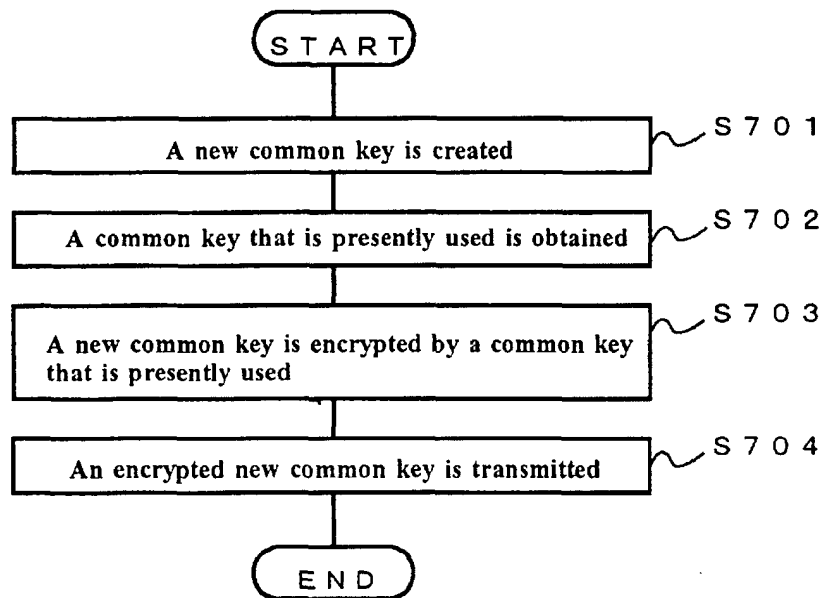 START
A new common key is created
S701
A common key that is presently used is obtained
S702
A new common key is encrypted by a common key
that is presently used
S703
An encrypted new common key is transmitted
S704
END